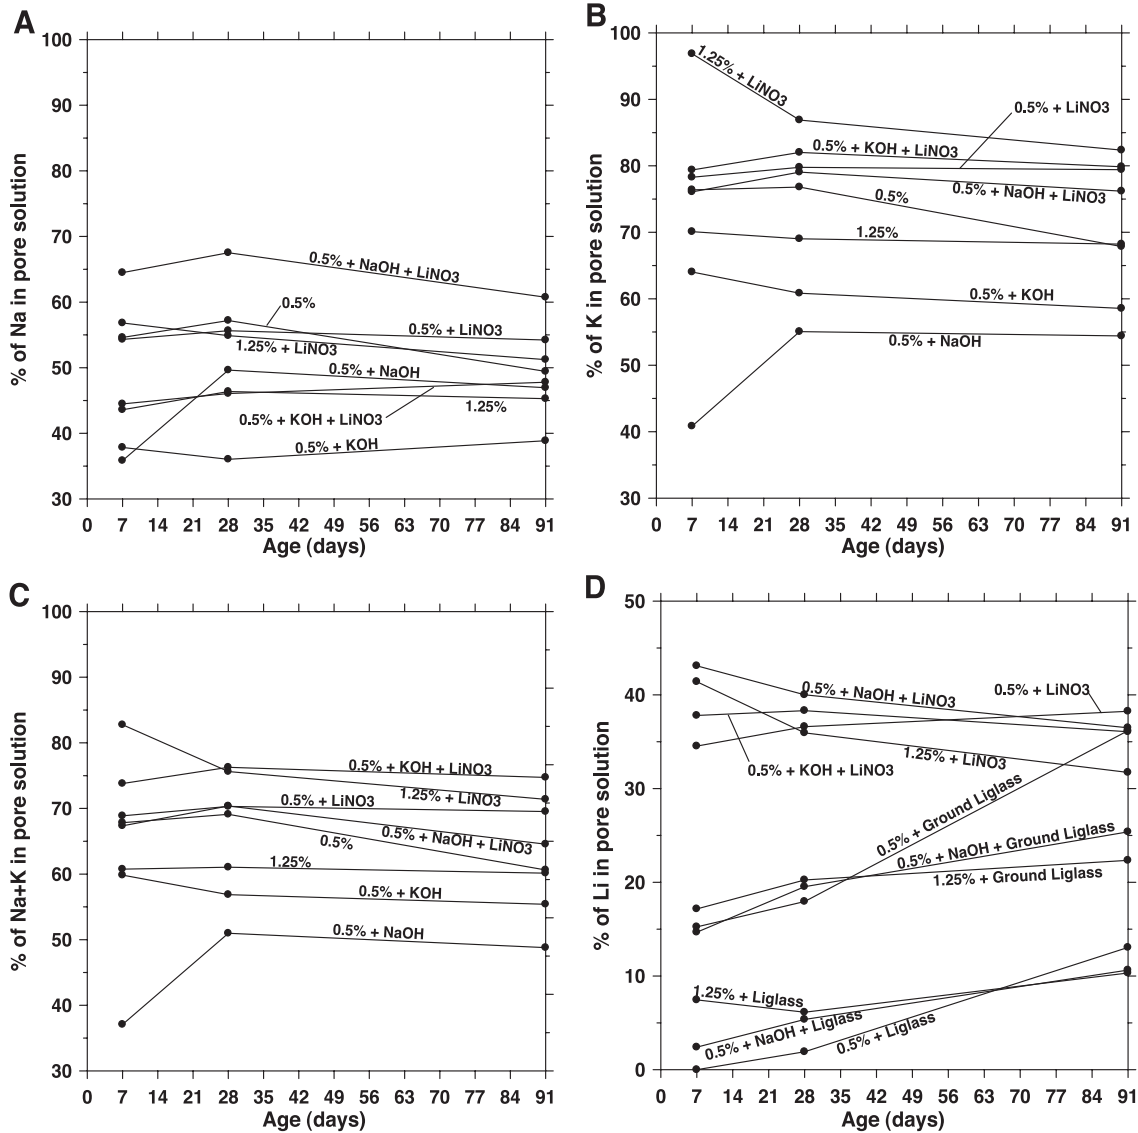 A
100
90
80
70
60
50
40
30
% of Na in pore solution
0.5% + NaOH + LiNO3
0.5%
0.5% + LiNO3
1.25% + LiNO3
0.5% + NaOH
1.25%
0.5% + KOH + LiNO3
0.5% + KOH
0 7 14 21 28 35 42 49 56 63 70 77 84 91
Age (days)
B
100
90
80
70
60
50
40
30
% of K in pore solution
1.25% + LiNO3
0.5% + LiNO3
0.5% + KOH + LiNO3
0.5% + NaOH + LiNO3
0.5%
1.25%
0.5% + KOH
0.5% + NaOH
0 7 14 21 28 35 42 49 56 63 70 77 84 91
Age (days)
C
100
90
80
70
60
50
40
30
% of Na+K in pore solution
0.5% + KOH + LiNO3
1.25% + LiNO3
0.5% + LiNO3
0.5% + NaOH + LiNO3
0.5%
1.25%
0.5% + KOH
0.5% + NaOH
0 7 14 21 28 35 42 49 56 63 70 77 84 91
Age (days)
D
50
40
30
20
10
0
% of Li in pore solution
0.5% + NaOH + LiNO3
0.5% + LiNO3
1.25% + LiNO3
0.5% + KOH + LiNO3
0.5% + Ground Liglass
0.5% + NaOH + Ground Liglass
1.25% + Ground Liglass
1.25% + Liglass
0.5% + NaOH + Liglass
0.5% + Liglass
0 7 14 21 28 35 42 49 56 63 70 77 84 91
Age (days)